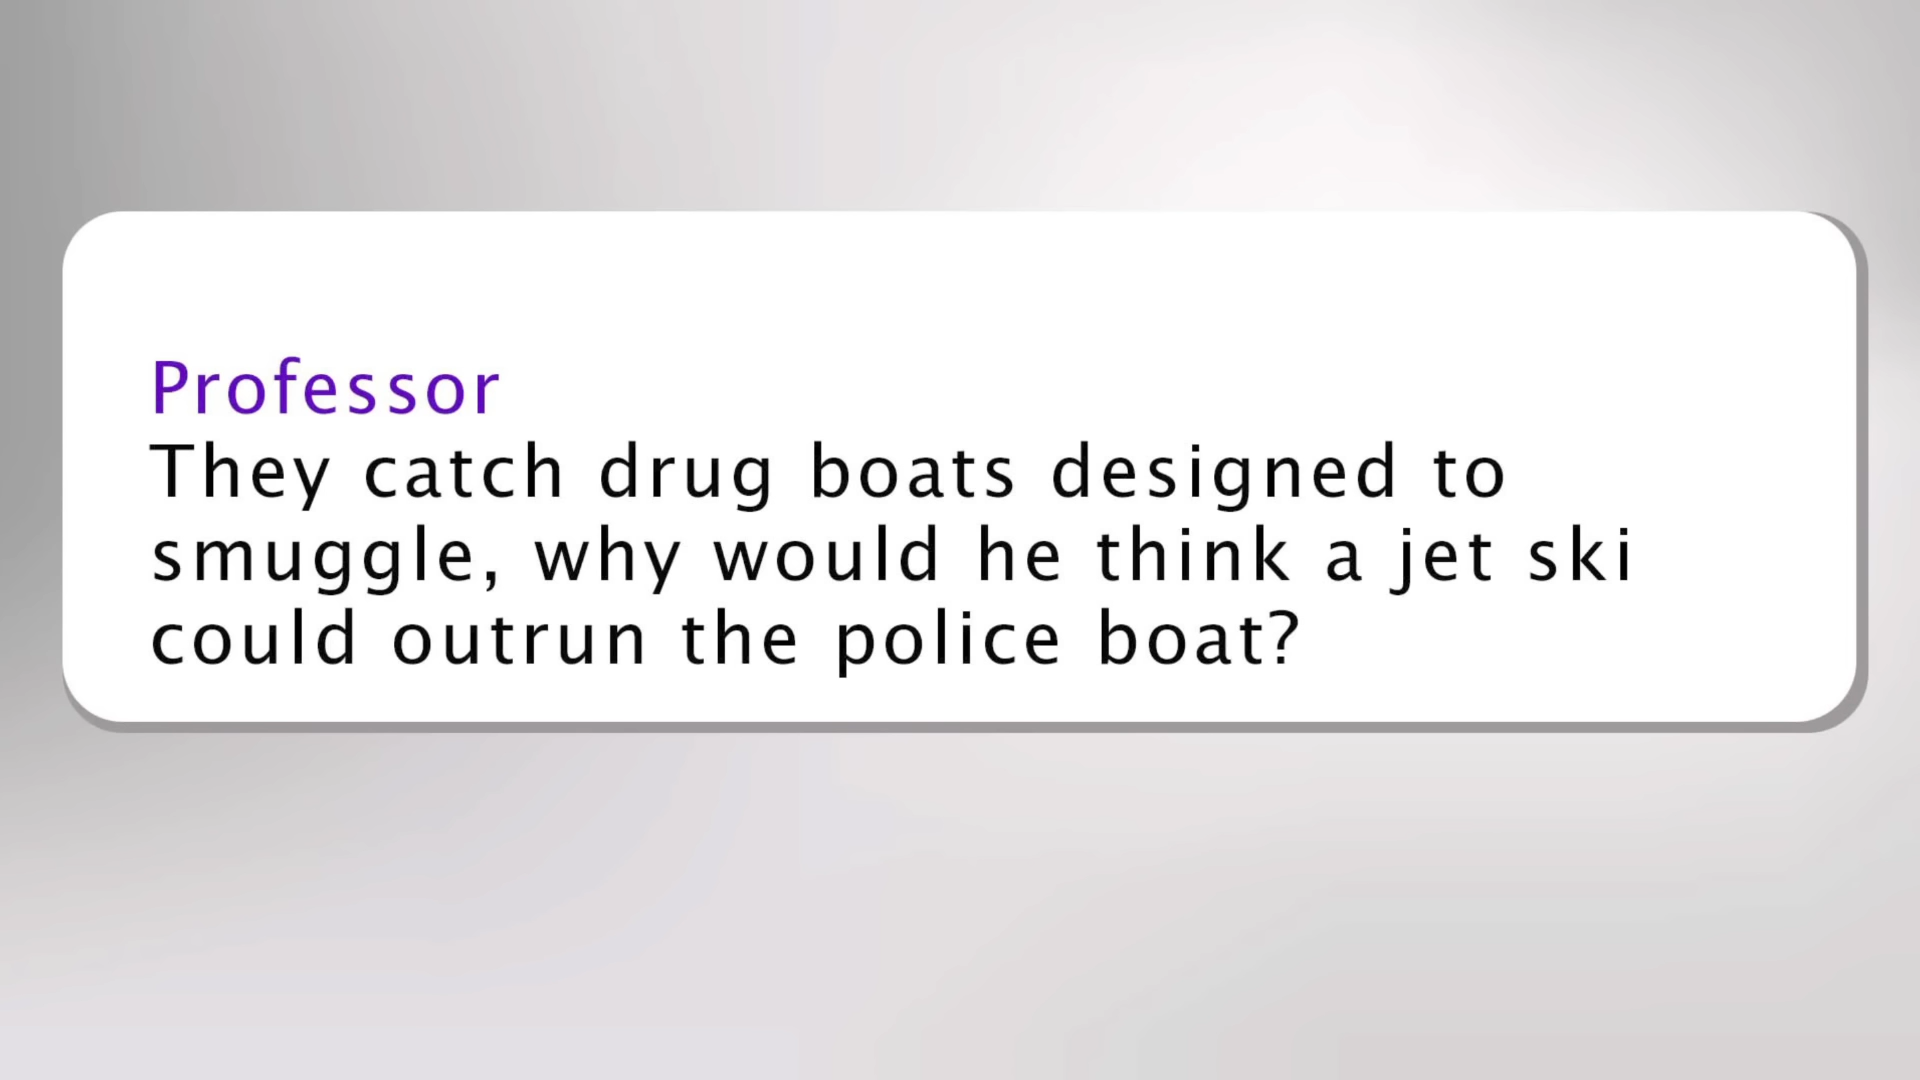 Professor
They catch drug boats designed to
smuggle, why would he think a jet ski
could outrun the police boat?